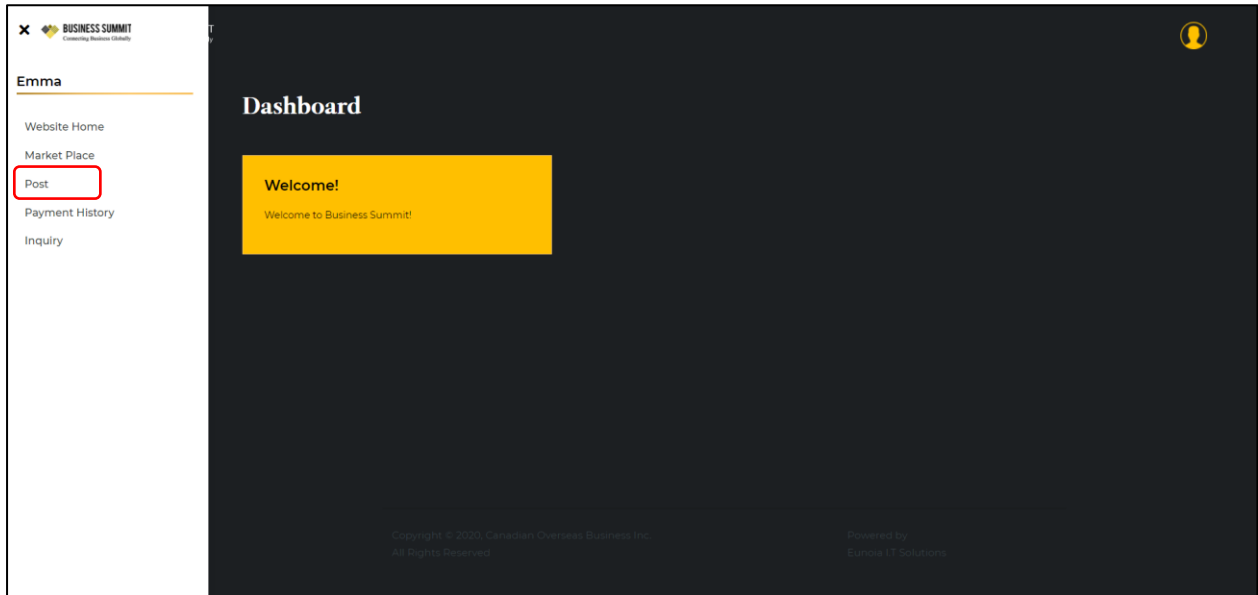 BUSINESS SUMMIT
Connecting Business Globally
T
y
Emma
Website Home
Market Place
Post
Payment History
Inquiry
Dashboard
Welcome!
Welcome to Business Summit!
Copyright © 2020, Canadian Overseas Business Inc.
All Rights Reserved
Powered by
Eunoia I.T Solutions